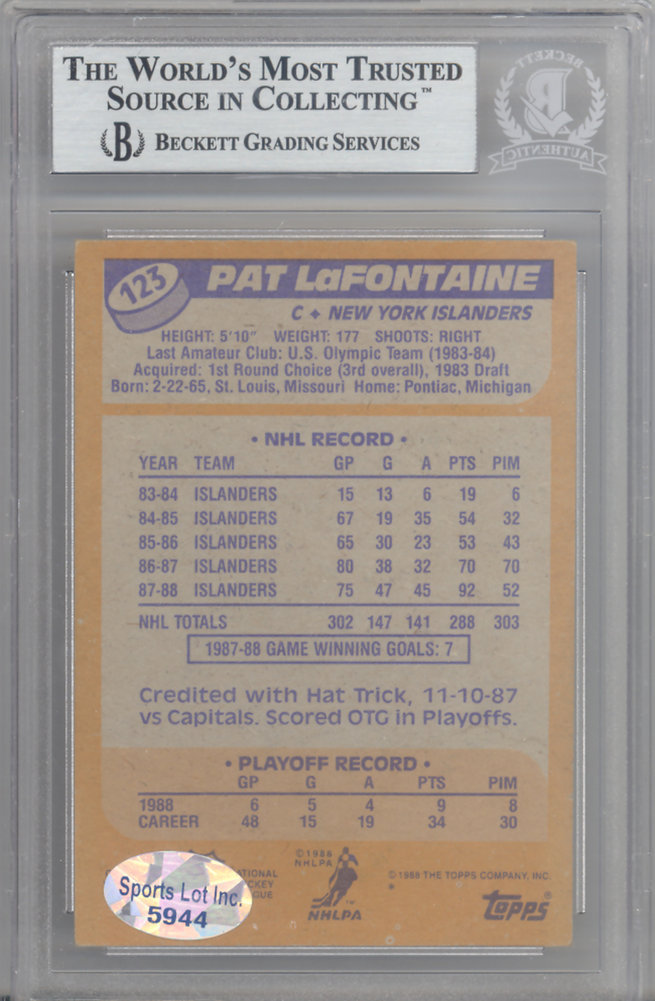 THE WORLD'S MOST TRUSTED
SOURCE IN COLLECTING™
B BECKETT GRADING SERVICES
BECKETT
B
AUTHENTIC
123
PAT LaFONTAINE
C ♦ NEW YORK ISLANDERS
HEIGHT: 5'10" WEIGHT: 177 SHOOTS: RIGHT
Last Amateur Club: U.S. Olympic Team (1983-84)
Acquired: 1st Round Choice (3rd overall), 1983 Draft
Born: 2-22-65, St. Louis, Missouri Home: Pontiac, Michigan
• NHL RECORD •
YEAR TEAM GP G A PTS PIM
83-84 ISLANDERS 15 13 6 19 6
84-85 ISLANDERS 67 19 35 54 32
85-86 ISLANDERS 65 30 23 53 43
86-87 ISLANDERS 80 38 32 70 70
87-88 ISLANDERS 75 47 45 92 52
NHL TOTALS 302 147 141 288 303
1987-88 GAME WINNING GOALS: 7
Credited with Hat Trick, 11-10-87
vs Capitals. Scored OTG in Playoffs.
• PLAYOFF RECORD •
GP G A PTS PIM
1988 6 5 4 9 8
CAREER 48 15 19 34 30
©1986
NHLPA
©1988 THE TOPPS COMPANY, INC.
Sports Lot Inc.
5944
NHLPA™
topps®